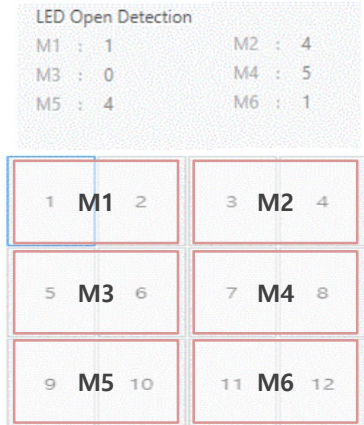 LED Open Detection
M1 : 1 M2 : 4
M3 : 0 M4 : 5
M5 : 4 M6 : 1
1 M1 2 3 M2 4
5 M3 6 7 M4 8
9 M5 10 11 M6 12